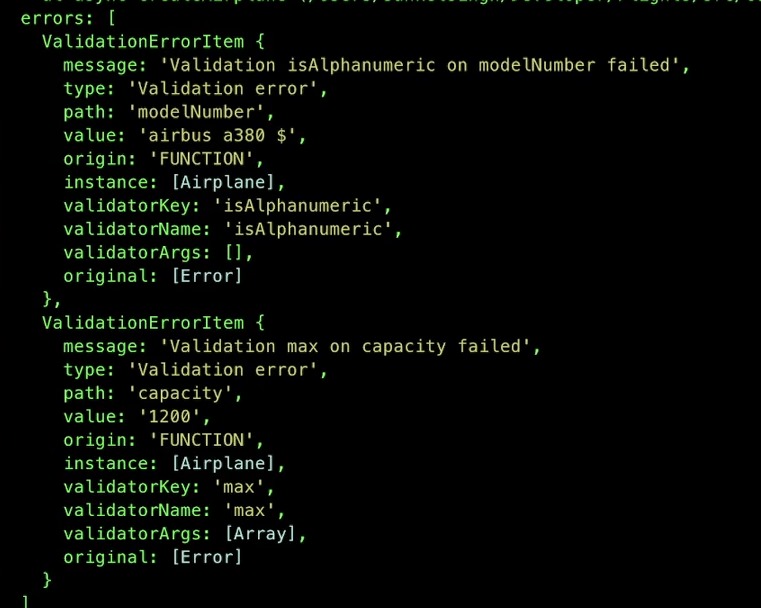 errors: [
ValidationErrorItem {
message: 'Validation isAlphanumeric on modelNumber failed',
type: 'Validation error',
path: 'modelNumber',
value: 'airbus a380 $',
origin: 'FUNCTION',
instance: [Airplane],
validatorKey: 'isAlphanumeric',
validatorName: 'isAlphanumeric',
validatorArgs: [],
original: [Error]
},
ValidationErrorItem {
message: 'Validation max on capacity failed',
type: 'Validation error',
path: 'capacity',
value: '1200',
origin: 'FUNCTION',
instance: [Airplane],
validatorKey: 'max',
validatorName: 'max',
validatorArgs: [Array],
original: [Error]
}
]